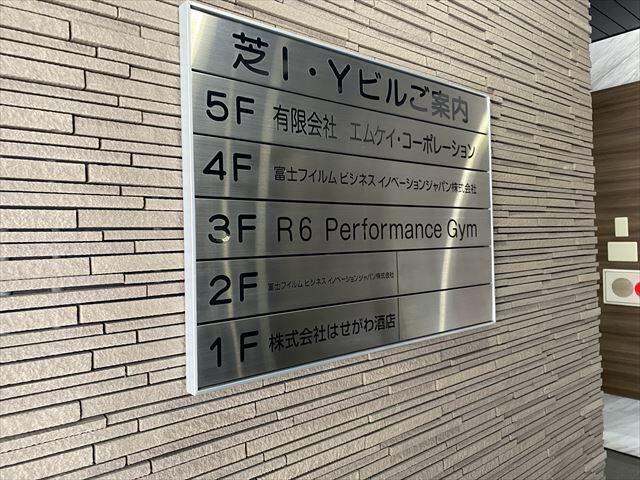 芝I・Yビルご案内
5F 有限会社 エムケイ・コーポレーション
4F 富士フイルム ビジネス イノベーションジャパン株式会社
3F R6 Performance Gym
2F 富士フイルム ビジネス イノベーションジャパン株式会社
1F 株式会社はせがわ酒店